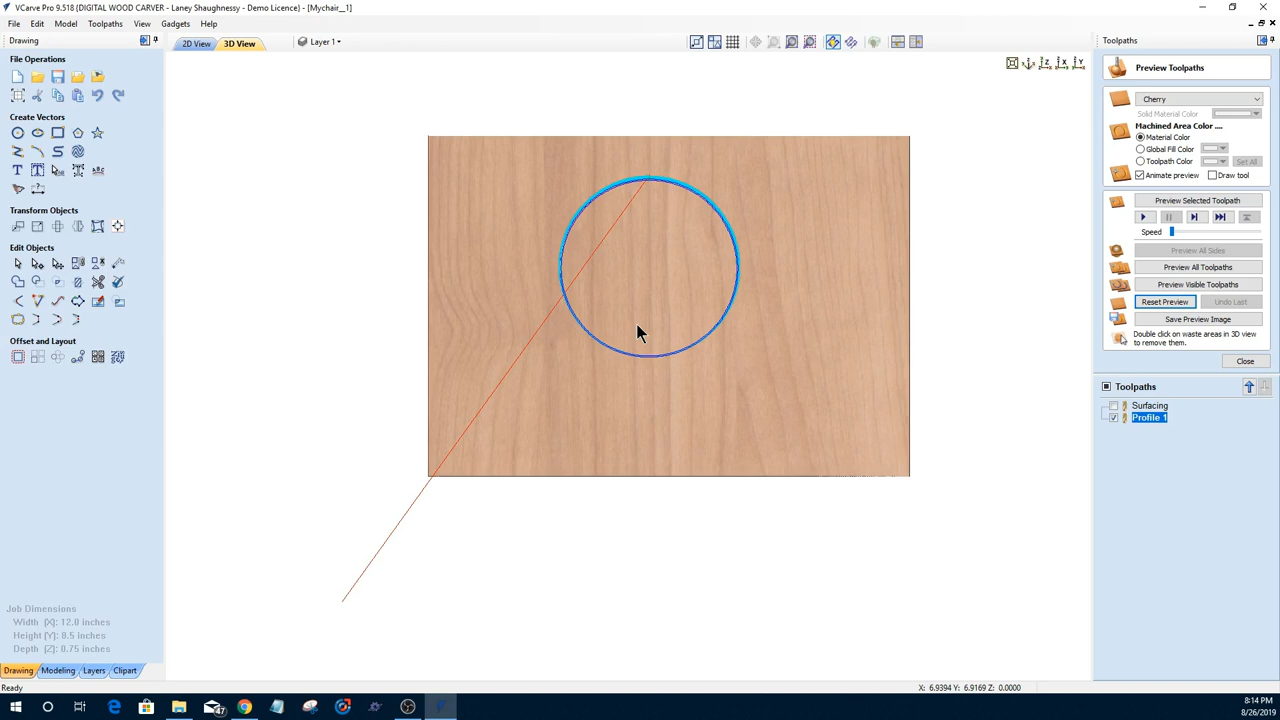 VCarve Pro 9.518 {DIGITAL WOOD CARVER - Laney Shaughnessy - Demo Licence} - [Mychair__1]
File Edit Model Toolpaths View Gadgets Help
Drawing
2D View 3D View Layer 1
Toolpaths
File Operations
Create Vectors
Transform Objects
Edit Objects
Offset and Layout
Job Dimensions
Width (X): 12.0 inches
Height (Y): 8.5 inches
Depth (Z): 0.75 inches
Drawing Modeling Layers Clipart
Ready
X: 6.9394 Y: 6.9169 Z: 0.0000
Preview Toolpaths
Cherry
Solid Material Color
Machined Area Color ....
Material Color
Global Fill Color
Toolpath Color Set All
Animate preview Draw tool
Preview Selected Toolpath
Speed
Preview All Sides
Preview All Toolpaths
Preview Visible Toolpaths
Reset Preview Undo Last
Save Preview Image
Double click on waste areas in 3D view
to remove them.
Close
Toolpaths
Surfacing
Profile 1
47
8:14 PM
8/26/2019